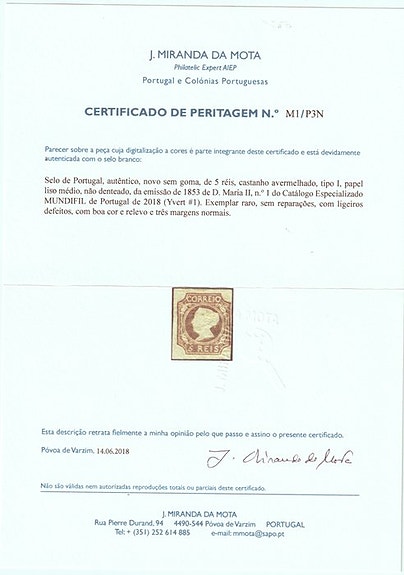 J. MIRANDA DA MOTA
Philatelic Expert AIEP
Portugal e Colónias Portuguesas
CERTIFICADO DE PERITAGEM N.º M1/P3N
Parecer sobre a peça cuja digitalização a cores é parte integrante deste certificado e está devidamente
autenticada com o selo branco:
Selo de Portugal, autêntico, novo sem goma, de 5 réis, castanho avermelhado, tipo I, papel
liso médio, não denteado, da emissão de 1853 de D. Maria II, n.º 1 do Catálogo Especializado
MUNDIFIL de Portugal de 2018 (Yvert #1). Exemplar raro, sem reparações, com ligeiros
defeitos, com boa cor e relevo e três margens normais.
CORREIO
5 REIS
Esta descrição retrata fielmente a minha opinião pelo que passo e assino o presente certificado.
Póvoa de Varzim, 14.06.2018
J. Miranda da Mota
Não são válidas nem autorizadas reproduções totais ou parciais deste certificado.
J. MIRANDA DA MOTA
Rua Pierre Durand, 94 4490-544 Póvoa de Varzim PORTUGAL
Tel: + (351) 252 614 885 e-mail: mmota@sapo.pt